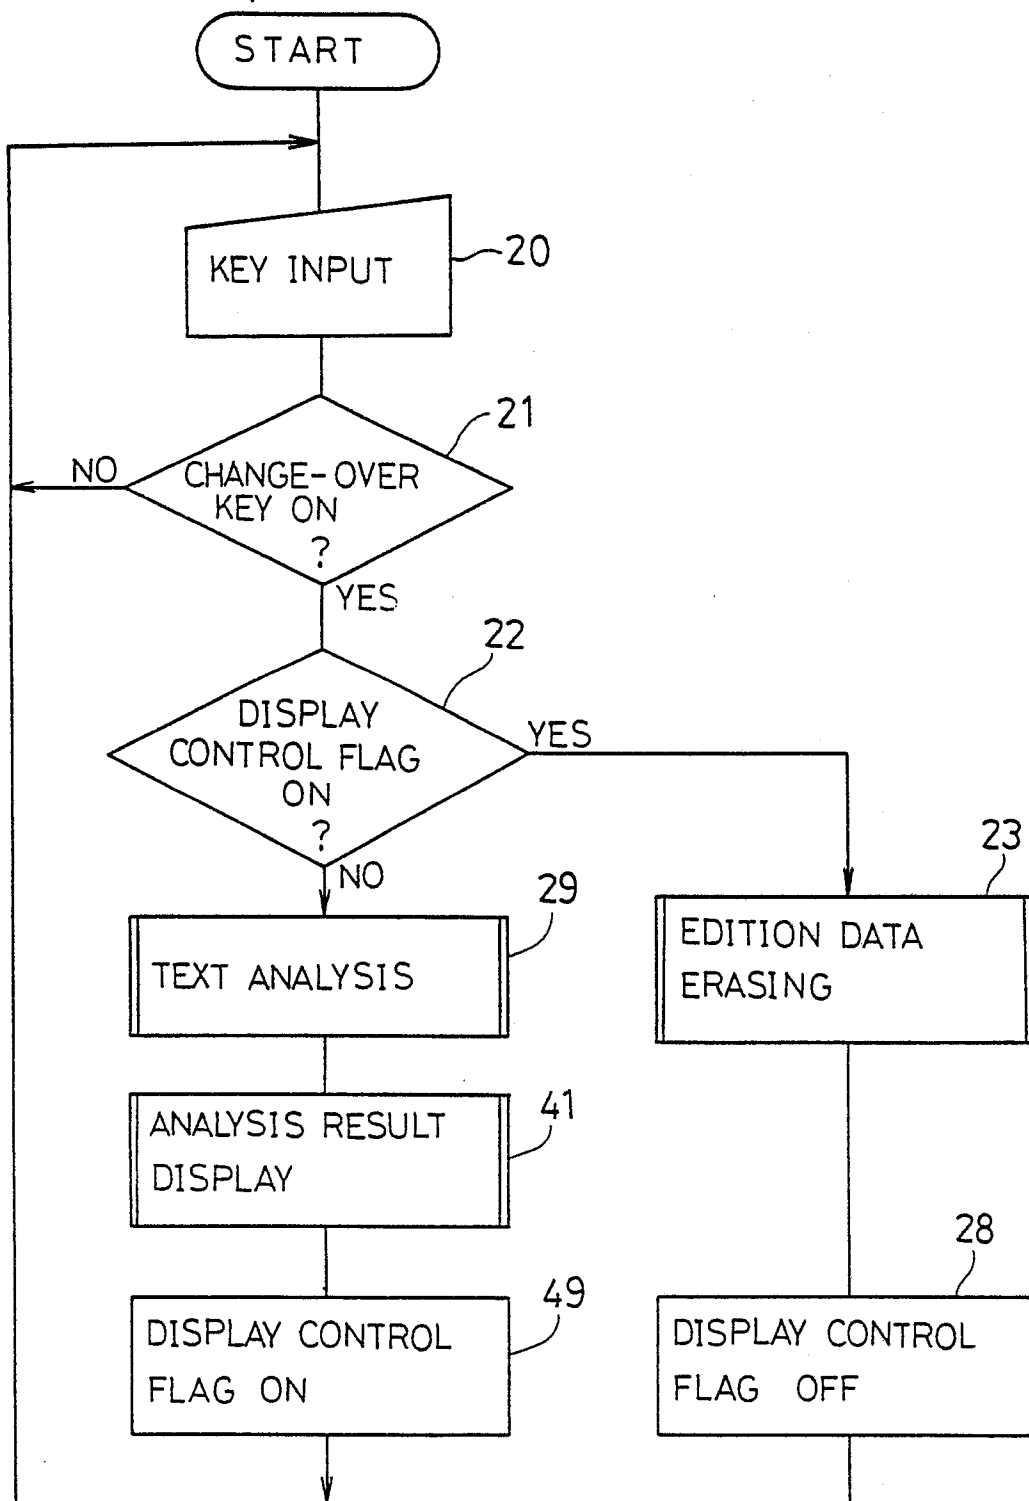 START
KEY INPUT
20
21
NO
CHANGE-OVER
KEY ON
?
YES
22
DISPLAY
CONTROL FLAG
ON
?
YES
NO
23
29
EDITION DATA
ERASING
TEXT ANALYSIS
41
ANALYSIS RESULT
DISPLAY
28
49
DISPLAY CONTROL
FLAG ON
DISPLAY CONTROL
FLAG OFF